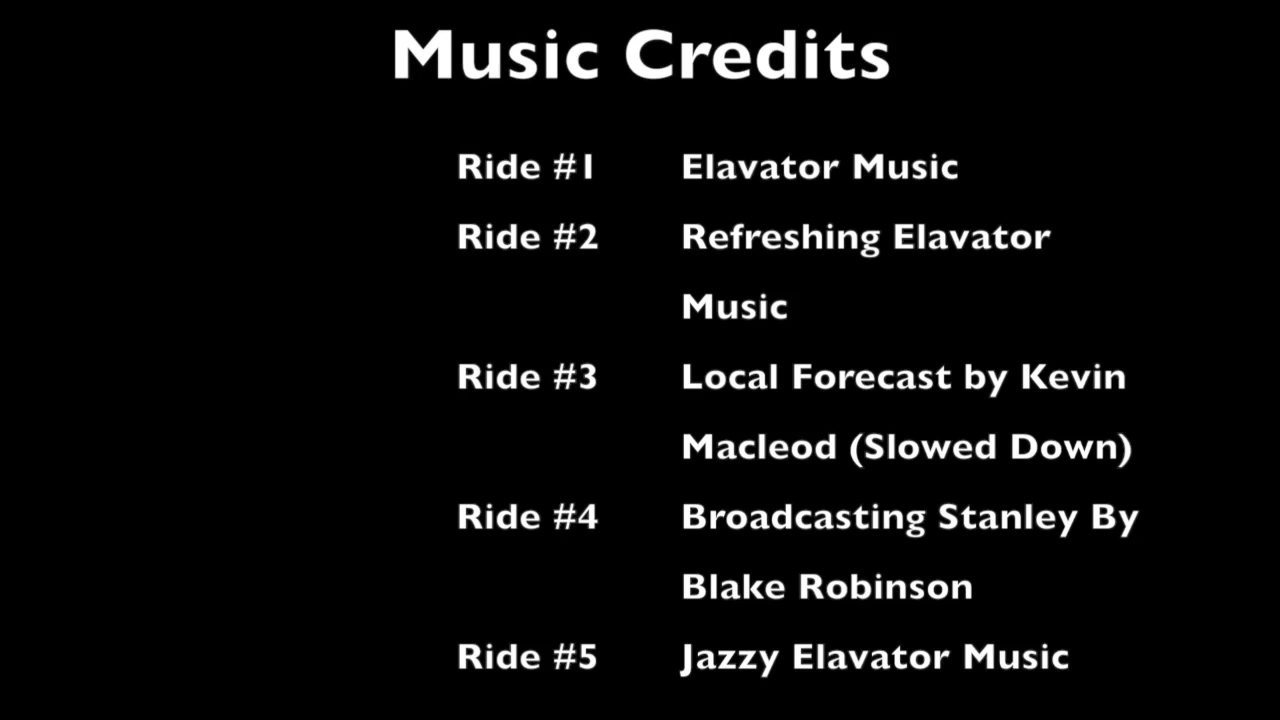 Music Credits
Ride #1 Elavator Music
Ride #2 Refreshing Elavator
Music
Ride #3 Local Forecast by Kevin
Macleod (Slowed Down)
Ride #4 Broadcasting Stanley By
Blake Robinson
Ride #5 Jazzy Elavator Music